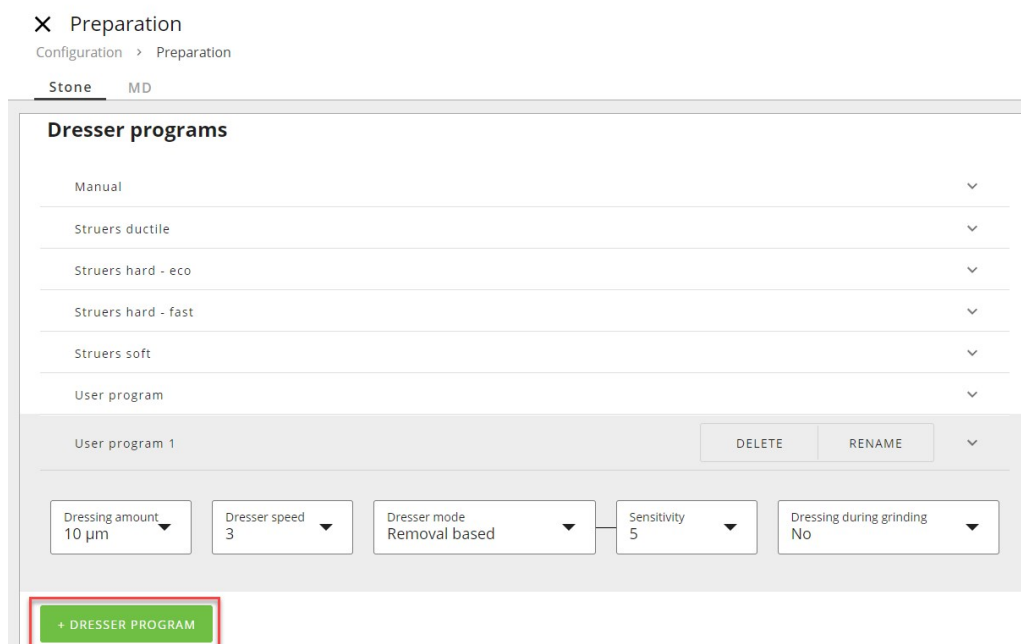 Preparation
Configuration > Preparation
Stone MD
Dresser programs
Manual
Struers ductile
Struers hard - eco
Struers hard - fast
Struers soft
User program
User program 1 DELETE RENAME
Dressing amount Dresser speed Dresser mode Sensitivity Dressing during grinding
10 µm 3 Removal based 5 No
+ DRESSER PROGRAM